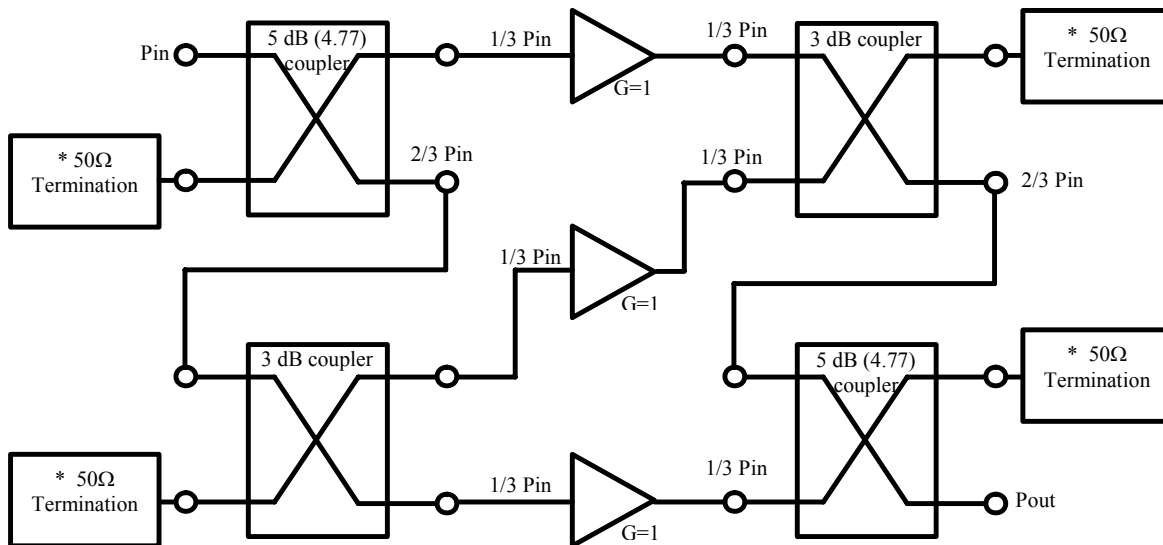 Pin
5 dB (4.77)
coupler
1/3 Pin
G=1
1/3 Pin
3 dB coupler
* 50Ω
Termination
* 50Ω
Termination
2/3 Pin
1/3 Pin
2/3 Pin
1/3 Pin
G=1
3 dB coupler
5 dB (4.77)
coupler
* 50Ω
Termination
* 50Ω
Termination
1/3 Pin
G=1
1/3 Pin
Pout